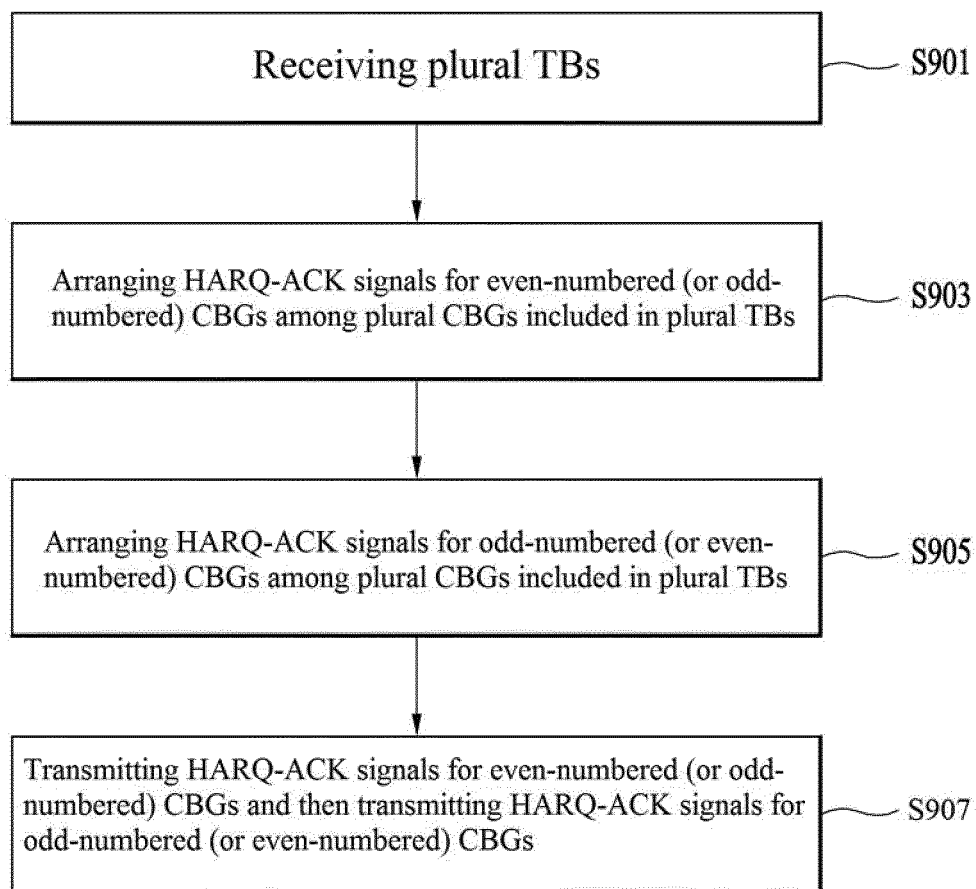 Receiving plural TBs
S901
Arranging HARQ-ACK signals for even-numbered (or odd-
numbered) CBGs among plural CBGs included in plural TBs
S903
Arranging HARQ-ACK signals for odd-numbered (or even-
numbered) CBGs among plural CBGs included in plural TBs
S905
Transmitting HARQ-ACK signals for even-numbered (or odd-
numbered) CBGs and then transmitting HARQ-ACK signals for
odd-numbered (or even-numbered) CBGs
S907